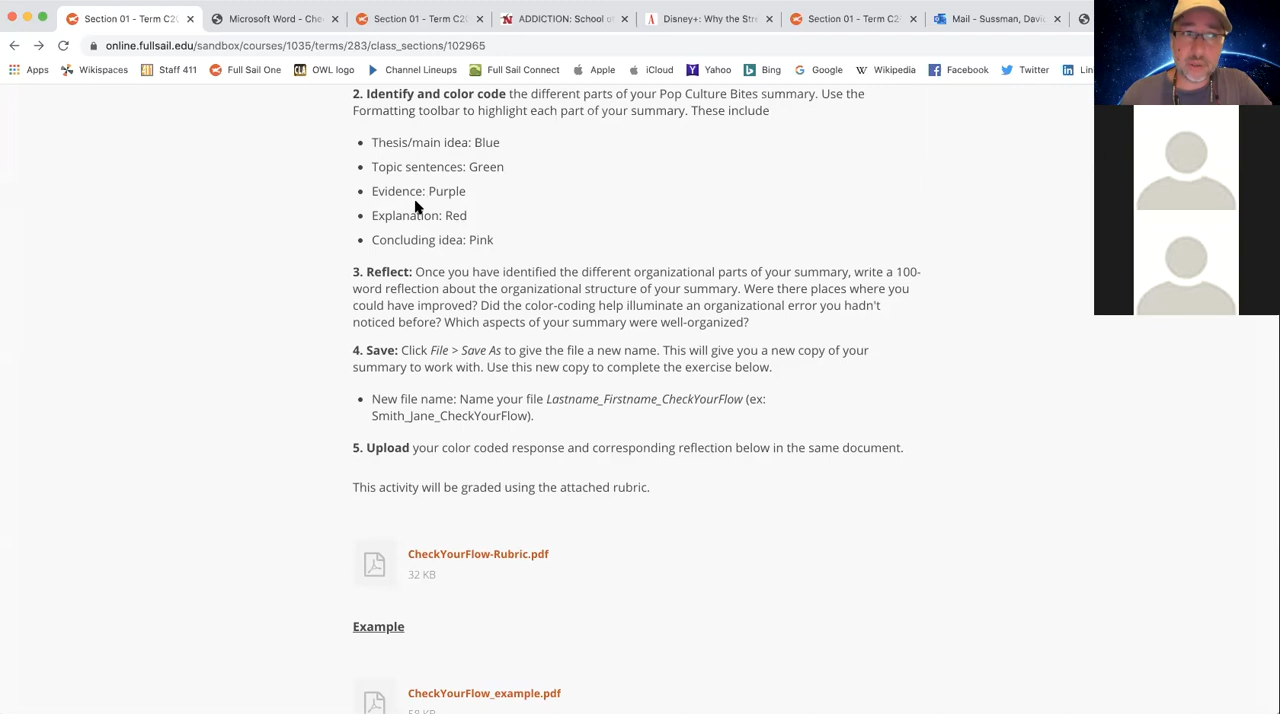 Section 01 - Term C2
Microsoft Word - Che
Section 01 - Term C2
ADDICTION: School of
Disney+: Why the Stre
Section 01 - Term C2
Mail - Sussman, Davi
online.fullsail.edu/sandbox/courses/1035/terms/283/class_sections/102965
Apps
Wikispaces
Staff 411
Full Sail One
OWL logo
Channel Lineups
Full Sail Connect
Apple
iCloud
Yahoo
Bing
Google
Wikipedia
Facebook
Twitter
Lin
2. Identify and color code the different parts of your Pop Culture Bites summary. Use the
Formatting toolbar to highlight each part of your summary. These include
• Thesis/main idea: Blue
• Topic sentences: Green
• Evidence: Purple
• Explanation: Red
• Concluding idea: Pink
3. Reflect: Once you have identified the different organizational parts of your summary, write a 100-
word reflection about the organizational structure of your summary. Were there places where you
could have improved? Did the color-coding help illuminate an organizational error you hadn't
noticed before? Which aspects of your summary were well-organized?
4. Save: Click File > Save As to give the file a new name. This will give you a new copy of your
summary to work with. Use this new copy to complete the exercise below.
• New file name: Name your file Lastname_Firstname_CheckYourFlow (ex:
Smith_Jane_CheckYourFlow).
5. Upload your color coded response and corresponding reflection below in the same document.
This activity will be graded using the attached rubric.
CheckYourFlow-Rubric.pdf
32 KB
Example
CheckYourFlow_example.pdf
58 KB